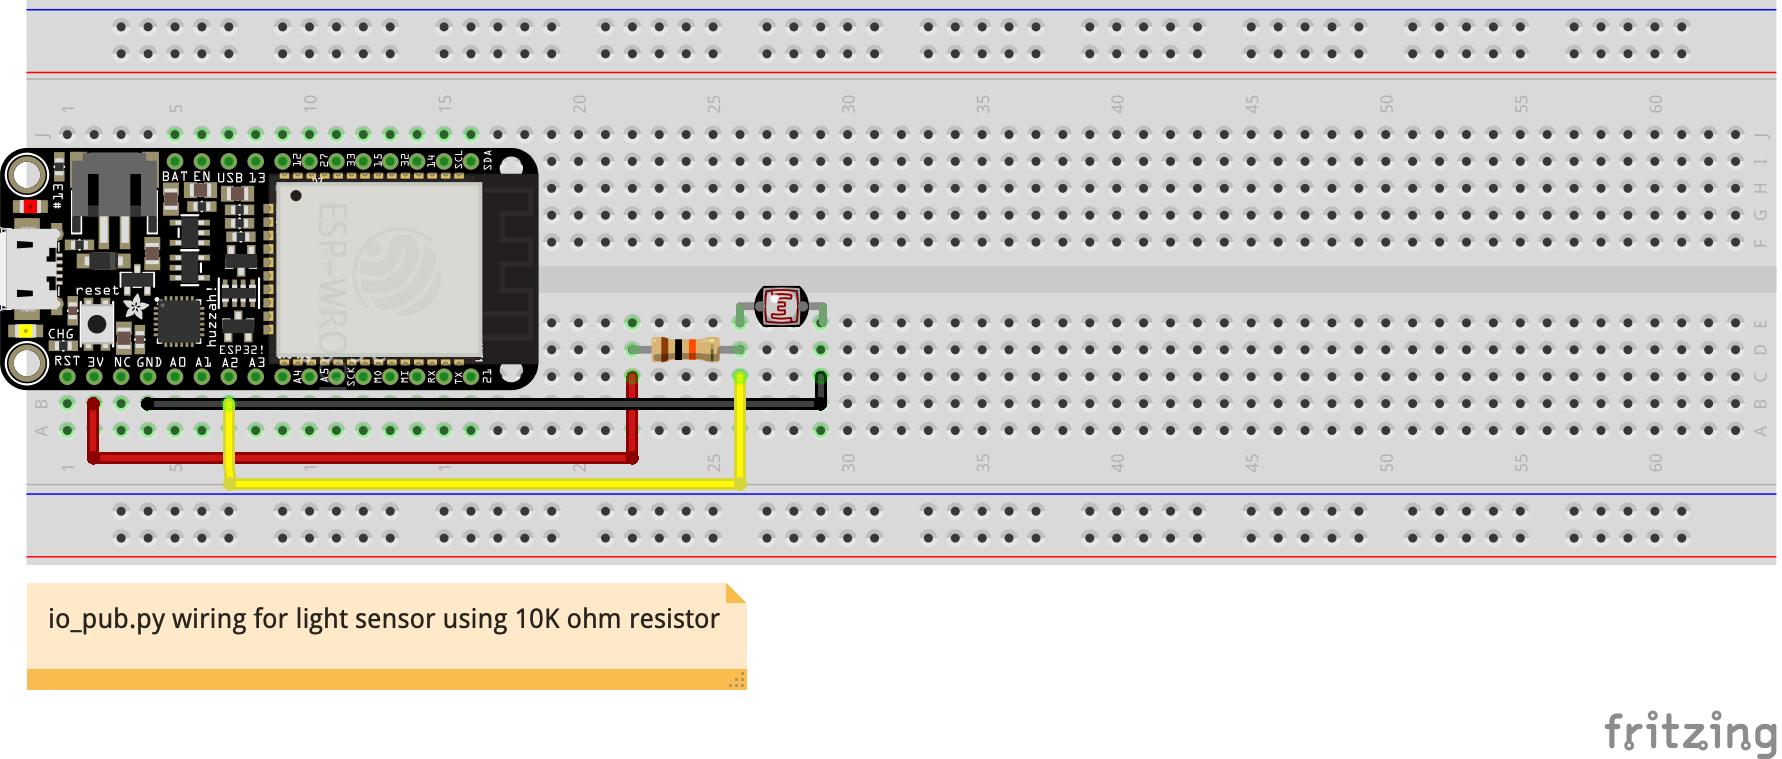 1 5 10 15 20 25 30 35 40 45 50 55 60
J J
I
H
G
F
12 27 33 15 32 14 SCL SDA
BAT EN USB 13
#13
ESP-WRO
reset
huzzah!
ESP32!
CHG
RST 3V NC GND A0 A1 A2 A3
A4 A5 SCK MO MI RX TX 21
E
D
C
B B
A A
1 5 10 15 20 25 30 35 40 45 50 55 60
io_pub.py wiring for light sensor using 10K ohm resistor
fritzing